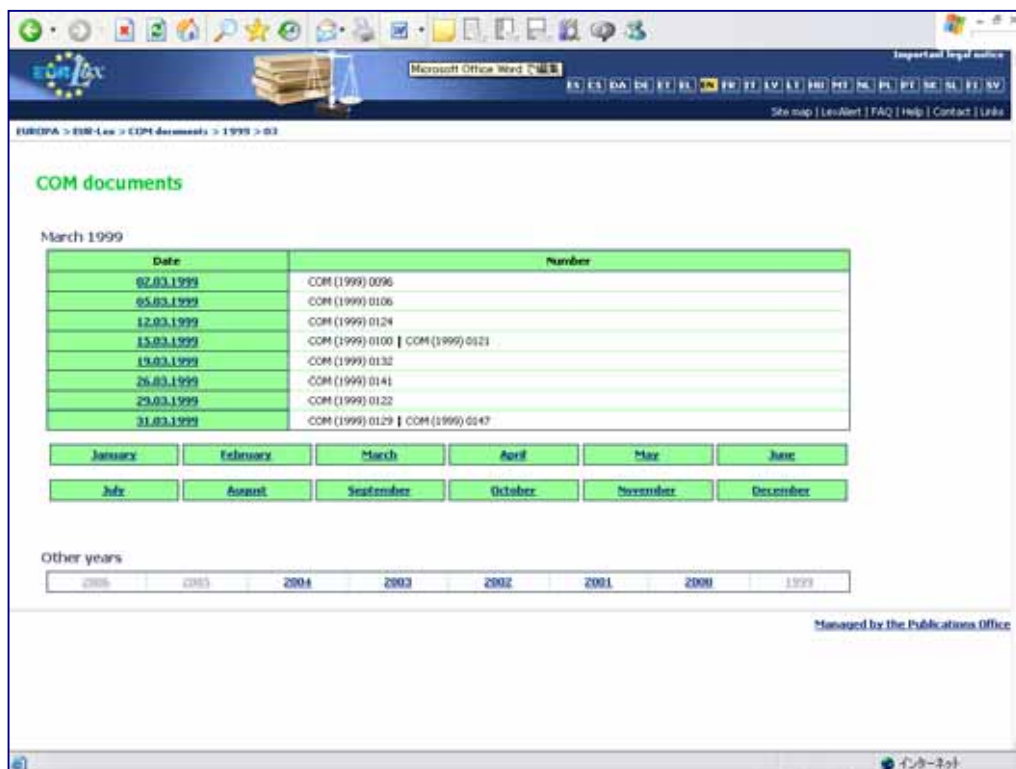 EUR lex
Microsoft Office Word で編集
Important legal notice
ES CS DA DE ET EL EN FR IT LV LT HU MT NL PL PT SK SL FI SV
Site map | LexAlert | FAQ | Help | Contact | Links
EUROPA > EUR-Lex > COM documents > 1999 > 03
COM documents
March 1999
Date Number
02.03.1999 COM (1999) 0096
05.03.1999 COM (1999) 0106
12.03.1999 COM (1999) 0124
15.03.1999 COM (1999) 0100 | COM (1999) 0121
19.03.1999 COM (1999) 0132
26.03.1999 COM (1999) 0141
29.03.1999 COM (1999) 0122
31.03.1999 COM (1999) 0129 | COM (1999) 0147
January February March April May June
July August September October November December
Other years
2006 2005 2004 2003 2002 2001 2000 1999
Managed by the Publications Office
インターネット